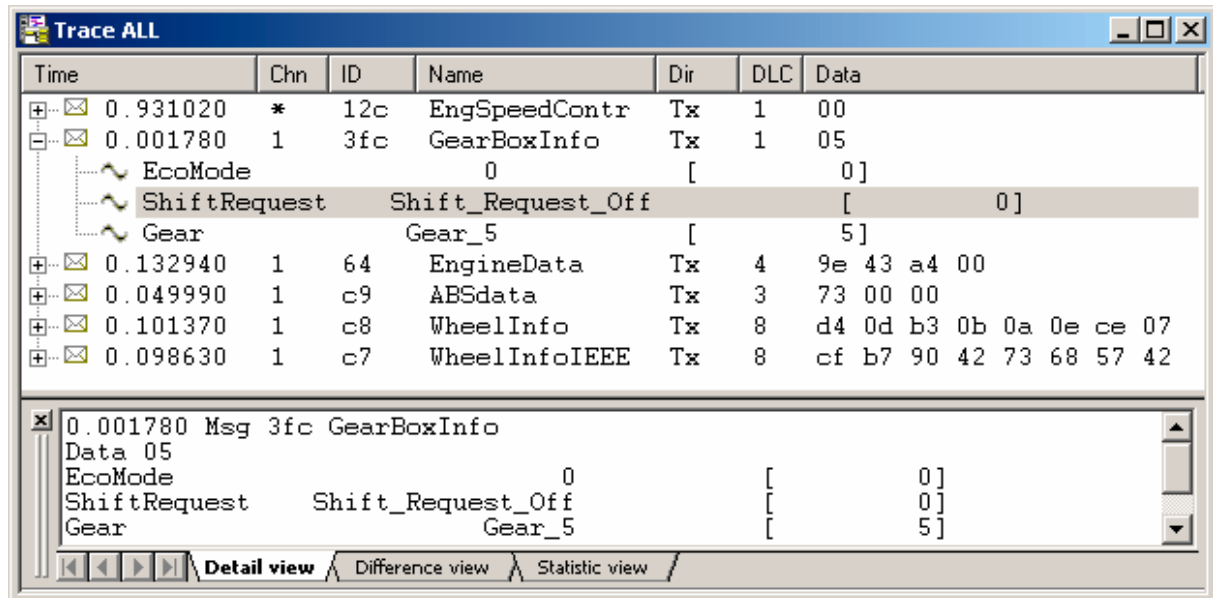 Trace ALL
Time Chn ID Name Dir DLC Data
0.931020 * 12c EngSpeedContr Tx 1 00
0.001780 1 3fc GearBoxInfo Tx 1 05
EcoMode 0 [ 0]
ShiftRequest Shift_Request_Off [ 0]
Gear Gear_5 [ 5]
0.132940 1 64 EngineData Tx 4 9e 43 a4 00
0.049990 1 c9 ABSdata Tx 3 73 00 00
0.101370 1 c8 WheelInfo Tx 8 d4 0d b3 0b 0a 0e ce 07
0.098630 1 c7 WheelInfoIEEE Tx 8 cf b7 90 42 73 68 57 42
0.001780 Msg 3fc GearBoxInfo
Data 05
EcoMode 0 [ 0]
ShiftRequest Shift_Request_Off [ 0]
Gear Gear_5 [ 5]
Detail view Difference view Statistic view